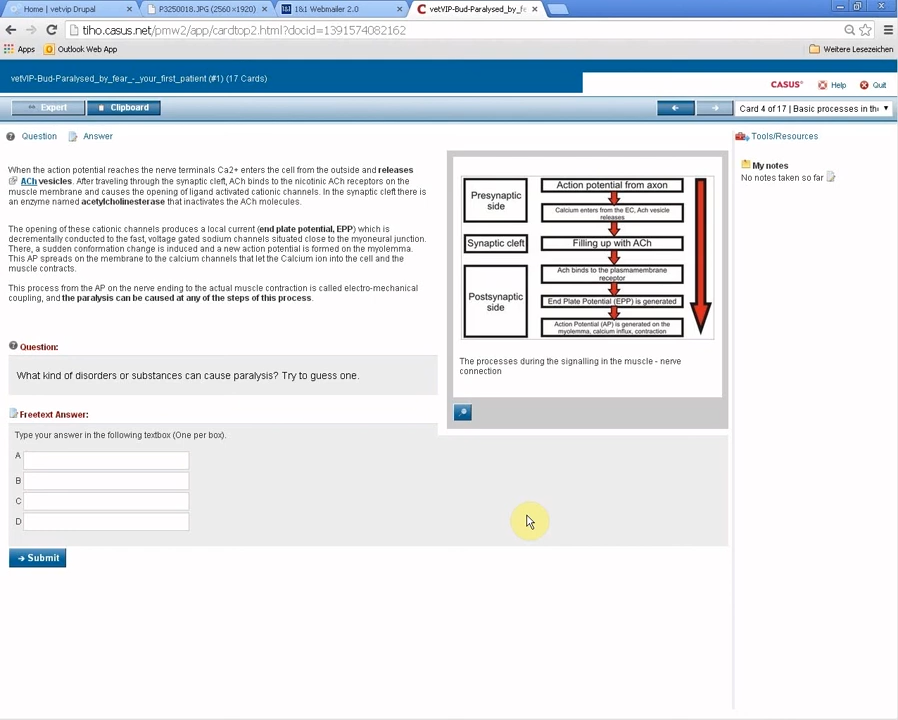 Home | vetvip Drupal
P3250018.JPG (2560×1920)
1&1 Webmailer 2.0
vetVIP-Bud-Paralysed_by_fe
tiho.casus.net/pmw2/app/cardtop2.html?docid=1391574082162
Apps
Outlook Web App
Weitere Lesezeichen
vetVIP-Bud-Paralysed_by_fear_-_your_first_patient (#1) (17 Cards)
CASUS®
Help
Quit
Expert
Clipboard
Card 4 of 17 | Basic processes in the
Question
Answer
Tools/Resources
When the action potential reaches the nerve terminals Ca2+ enters the cell from the outside and releases
ACh vesicles. After traveling through the synaptic cleft, ACh binds to the nicotinic ACh receptors on the
muscle membrane and causes the opening of ligand activated cationic channels. In the synaptic cleft there is
an enzyme named acetylcholinesterase that inactivates the ACh molecules.
The opening of these cationic channels produces a local current (end plate potential, EPP) which is
decrementally conducted to the fast, voltage gated sodium channels situated close to the myoneural junction.
There, a sudden conformation change is induced and a new action potential is formed on the myolemma.
This AP spreads on the membrane to the calcium channels that let the Calcium ion into the cell and the
muscle contracts.
This process from the AP on the nerve ending to the actual muscle contraction is called electro-mechanical
coupling, and the paralysis can be caused at any of the steps of this process.
Presynaptic
side
Action potential from axon
Calcium enters from the EC, Ach vesicle
releases
Synaptic cleft
Filling up with ACh
Postsynaptic
side
Ach binds to the plasmamembrane
receptor
End Plate Potential (EPP) is generated
Action Potential (AP) is generated on the
myolemma, calcium influx, contraction
The processes during the signalling in the muscle - nerve
connection
My notes
No notes taken so far
Question:
What kind of disorders or substances can cause paralysis? Try to guess one.
Freetext Answer:
Type your answer in the following textbox (One per box).
A
B
C
D
Submit